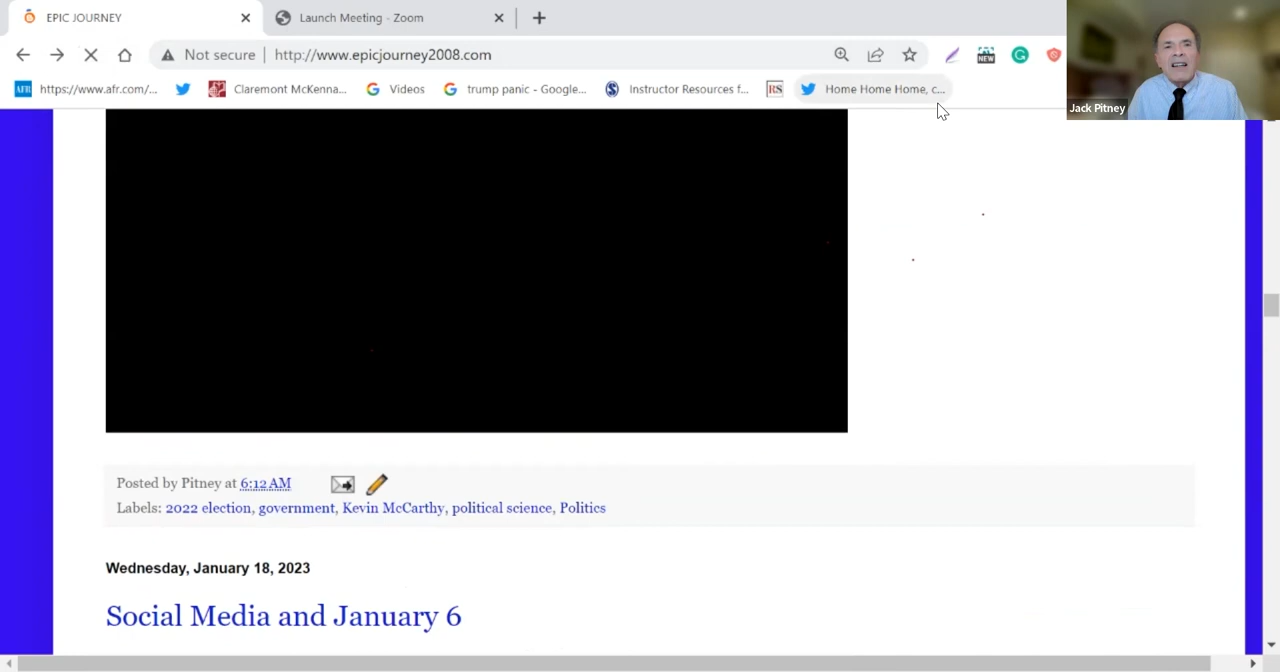 EPIC JOURNEY
Launch Meeting - Zoom
Not secure
http://www.epicjourney2008.com
NEW
AFR https://www.afr.com/...
Claremont McKenna...
Videos
trump panic - Google...
Instructor Resources f...
RS
Home Home Home, c...
Jack Pitney
Posted by Pitney at 6:12 AM
Labels: 2022 election, government, Kevin McCarthy, political science, Politics
Wednesday, January 18, 2023
Social Media and January 6